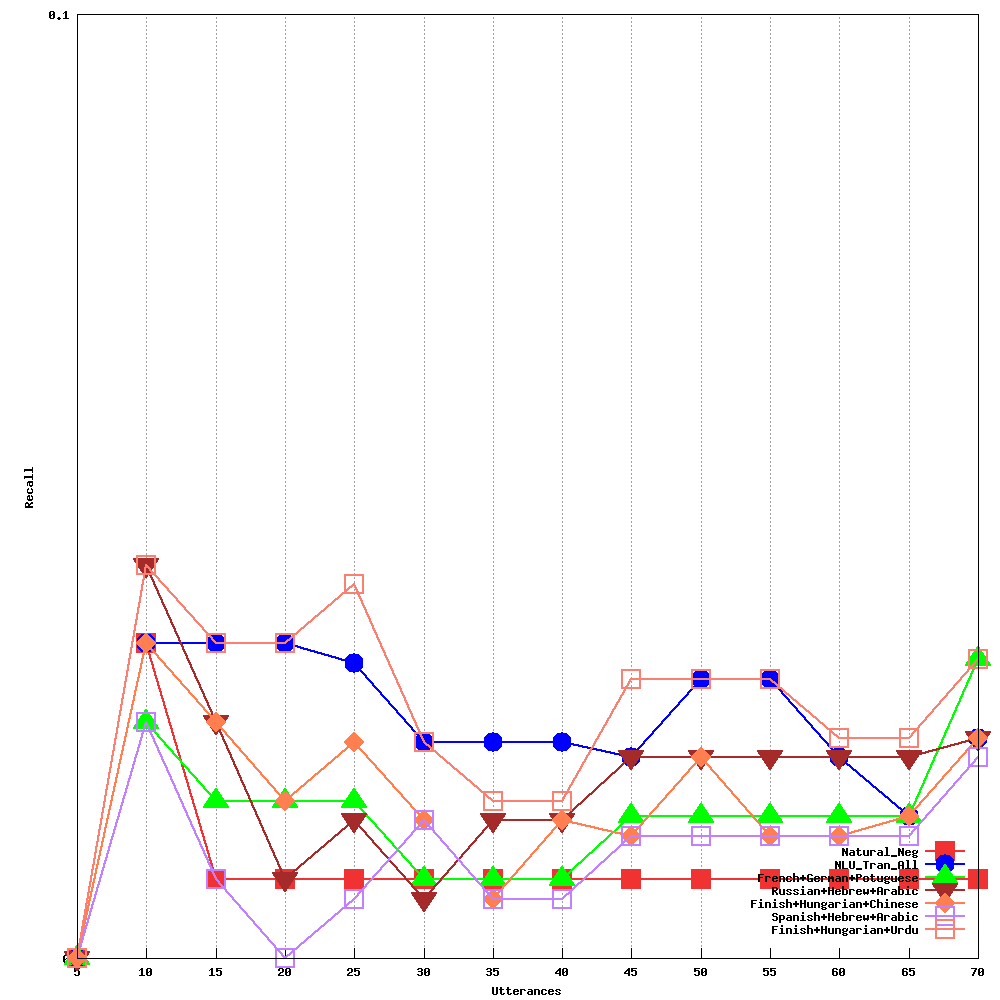 0.1
Recall
Natural_Neg
NLU_Tran_All
French+German+Potuguese
Russian+Hebrew+Arabic
Finish+Hungarian+Chinese
Spanish+Hebrew+Arabic
Finish+Hungarian+Urdu
0
5 10 15 20 25 30 35 40 45 50 55 60 65 70
Utterances